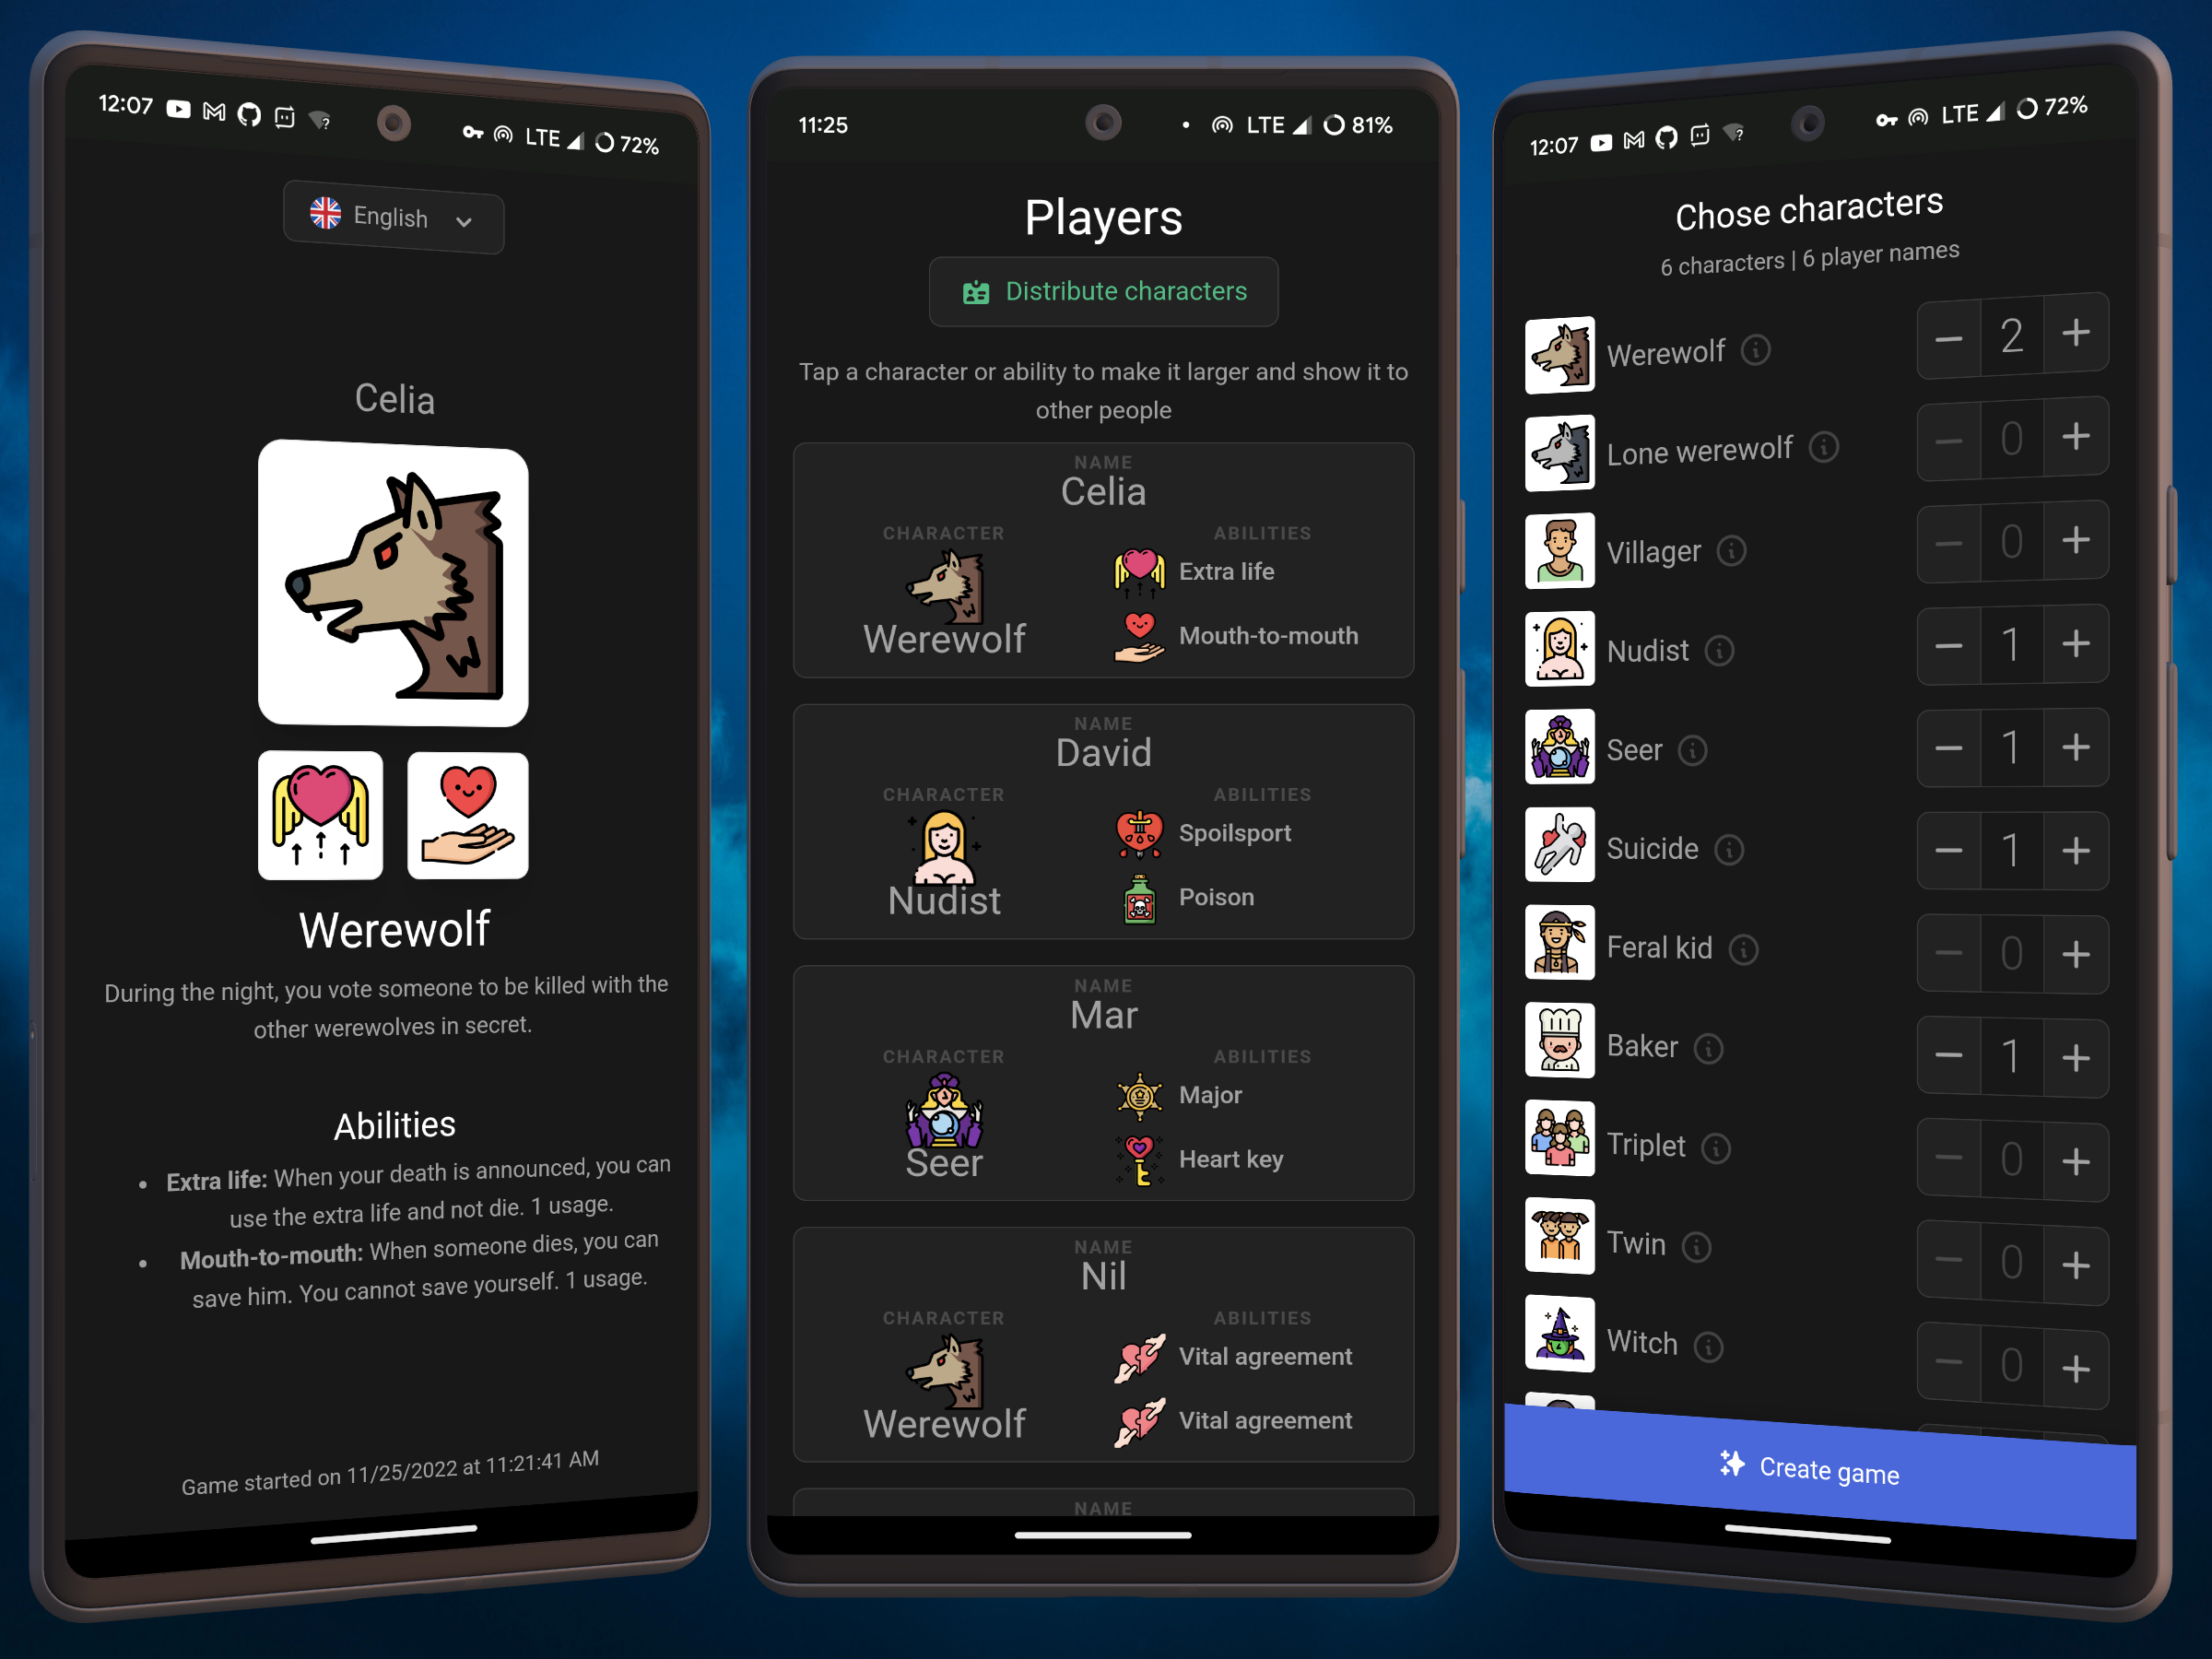 12:07 LTE 72%
English
Celia
Werewolf
During the night, you vote someone to be killed with the
other werewolves in secret.
Abilities
• Extra life: When your death is announced, you can
use the extra life and not die. 1 usage.
• Mouth-to-mouth: When someone dies, you can
save him. You cannot save yourself. 1 usage.
Game started on 11/25/2022 at 11:21:41 AM
11:25 LTE 81%
Players
Distribute characters
Tap a character or ability to make it larger and show it to
other people
NAME
Celia
CHARACTER ABILITIES
Extra life
Mouth-to-mouth
Werewolf
NAME
David
CHARACTER ABILITIES
Spoilsport
Poison
Nudist
NAME
Mar
CHARACTER ABILITIES
Major
Heart key
Seer
NAME
Nil
CHARACTER ABILITIES
Vital agreement
Vital agreement
Werewolf
NAME
12:07 LTE 72%
Chose characters
6 characters | 6 player names
Werewolf − 2 +
Lone werewolf − 0 +
Villager − 0 +
Nudist − 1 +
Seer − 1 +
Suicide − 1 +
Feral kid − 0 +
Baker − 1 +
Triplet − 0 +
Twin − 0 +
Witch − 0 +
Create game